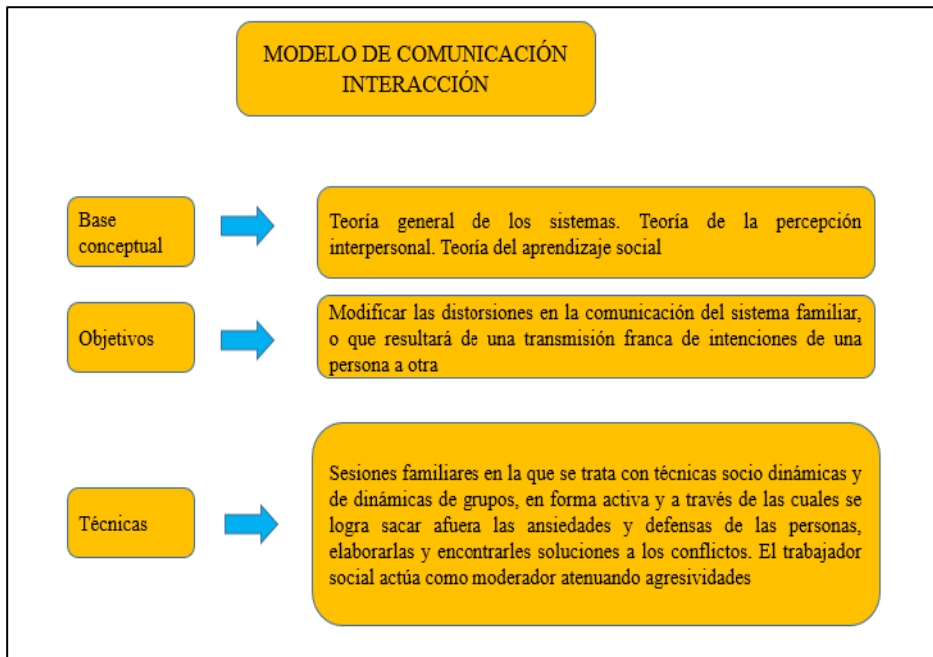 MODELO DE COMUNICACIÓN
INTERACCIÓN
Base
conceptual
Teoría general de los sistemas. Teoría de la percepción
interpersonal. Teoría del aprendizaje social
Objetivos
Modificar las distorsiones en la comunicación del sistema familiar,
o que resultará de una transmisión franca de intenciones de una
persona a otra
Técnicas
Sesiones familiares en la que se trata con técnicas socio dinámicas y
de dinámicas de grupos, en forma activa y a través de las cuales se
logra sacar afuera las ansiedades y defensas de las personas,
elaborarlas y encontrarles soluciones a los conflictos. El trabajador
social actúa como moderador atenuando agresividades